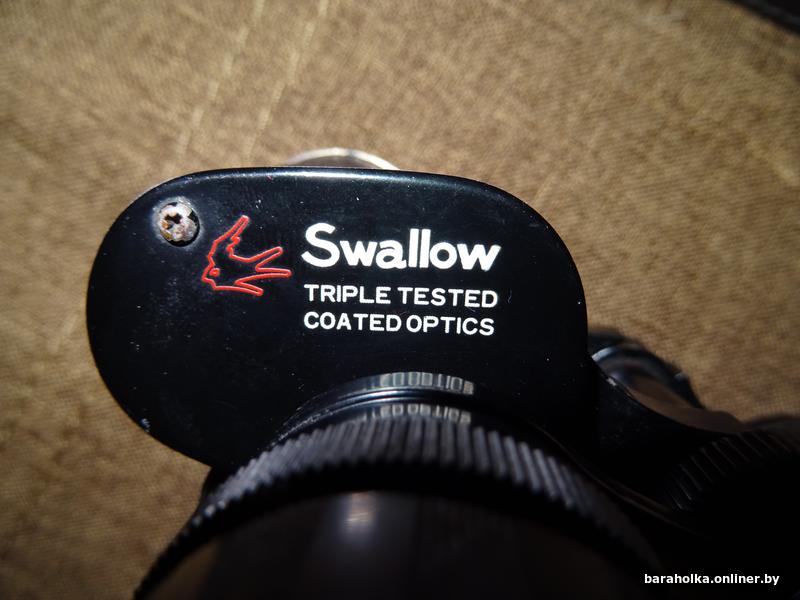 Swallow
TRIPLE TESTED
COATED OPTICS
baraholka.onliner.by